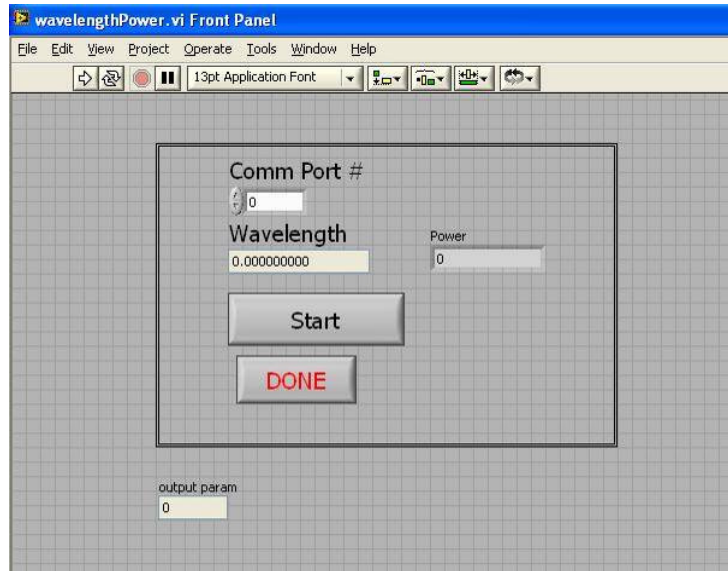 wavelengthPower.vi Front Panel
File Edit View Project Operate Tools Window Help
13pt Application Font
Comm Port #
0
Wavelength
0.000000000
Power
0
Start
DONE
output param
0